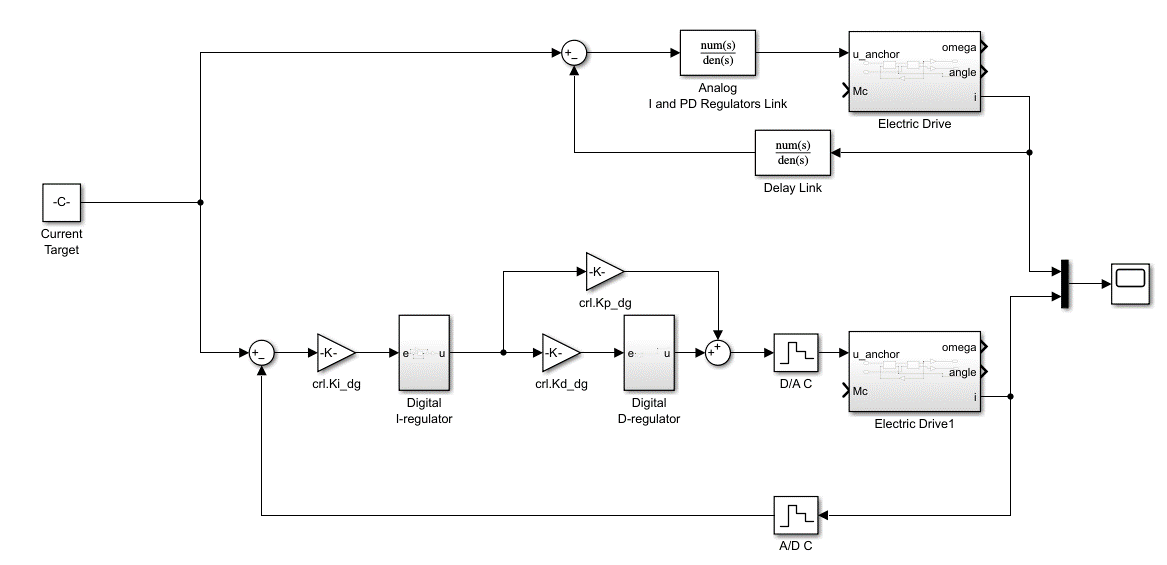 +
_
num(s)
den(s)
Analog
I and PD Regulators Link
u_anchor
Mc
omega
angle
i
Electric Drive
num(s)
den(s)
Delay Link
-C-
Current
Target
-K-
crl.Kp_dg
+
_
-K-
crl.Ki_dg
e
u
Digital
I-regulator
-K-
crl.Kd_dg
e
u
Digital
D-regulator
+
+
D/A C
u_anchor
Mc
omega
angle
i
Electric Drive1
A/D C